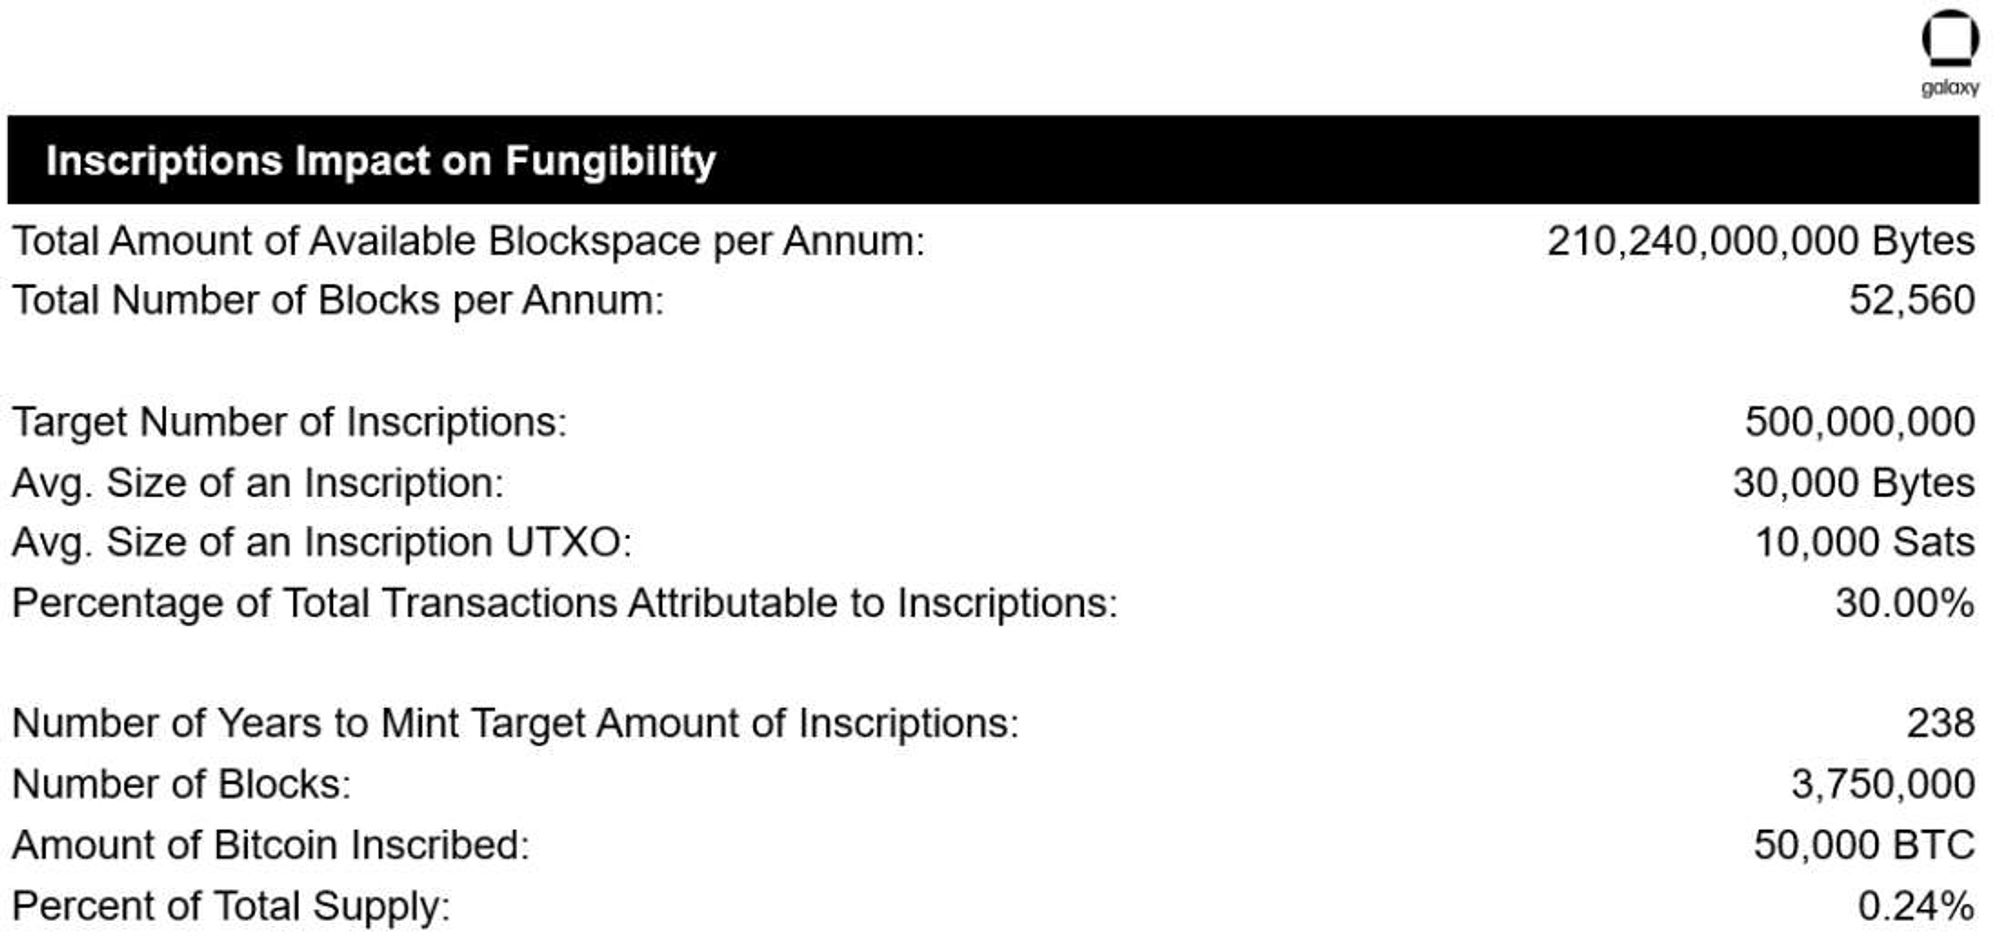 galaxy
Inscriptions Impact on Fungibility
Total Amount of Available Blockspace per Annum: 210,240,000,000 Bytes
Total Number of Blocks per Annum: 52,560
Target Number of Inscriptions: 500,000,000
Avg. Size of an Inscription: 30,000 Bytes
Avg. Size of an Inscription UTXO: 10,000 Sats
Percentage of Total Transactions Attributable to Inscriptions: 30.00%
Number of Years to Mint Target Amount of Inscriptions: 238
Number of Blocks: 3,750,000
Amount of Bitcoin Inscribed: 50,000 BTC
Percent of Total Supply: 0.24%